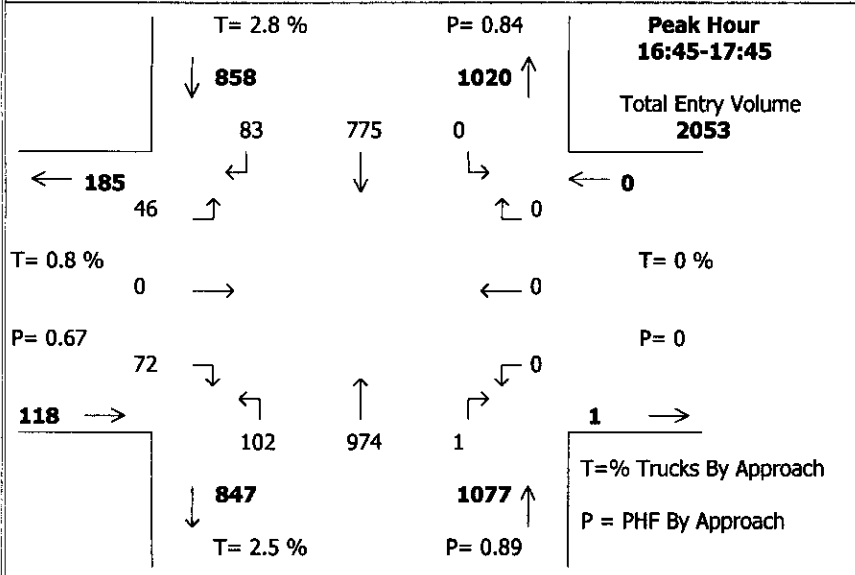 T= 2.8 % P= 0.84 Peak Hour
16:45-17:45
858 1020
Total Entry Volume
83 775 0 2053
185 0
46 0
T= 0.8 % T= 0 %
0 0
P= 0.67 P= 0
72 0
118 1
102 974 1
T=% Trucks By Approach
847 1077
P = PHF By Approach
T= 2.5 % P= 0.89